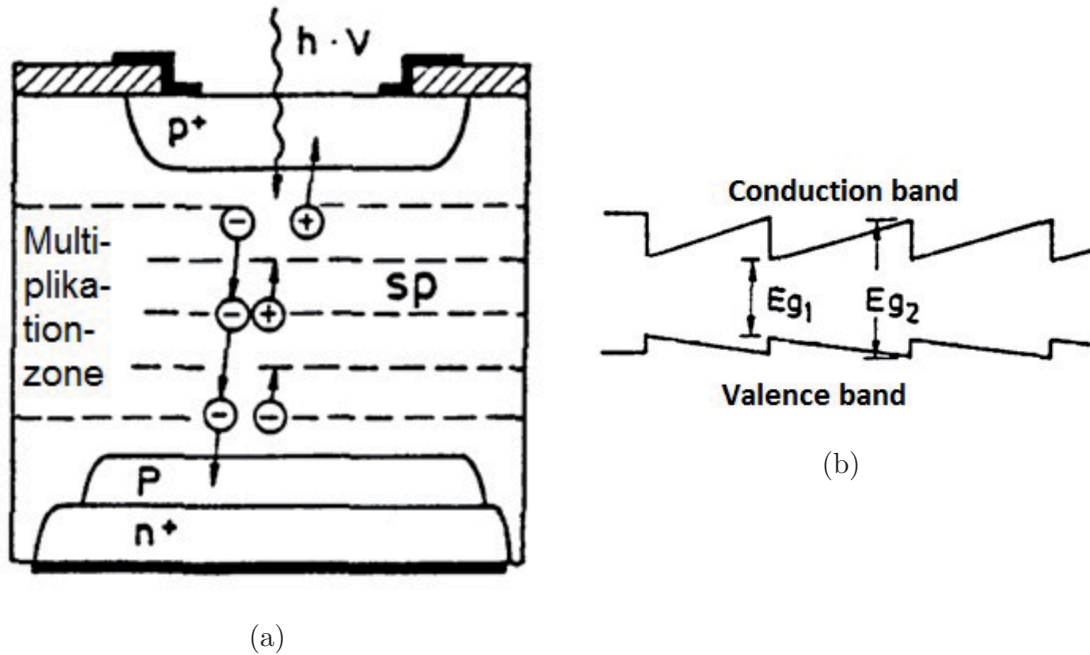 h · ν
p+
Multi-
plika-
tion-
zone
sp
P
n+
(a)
Conduction band
Eg1
Eg2
Valence band
(b)